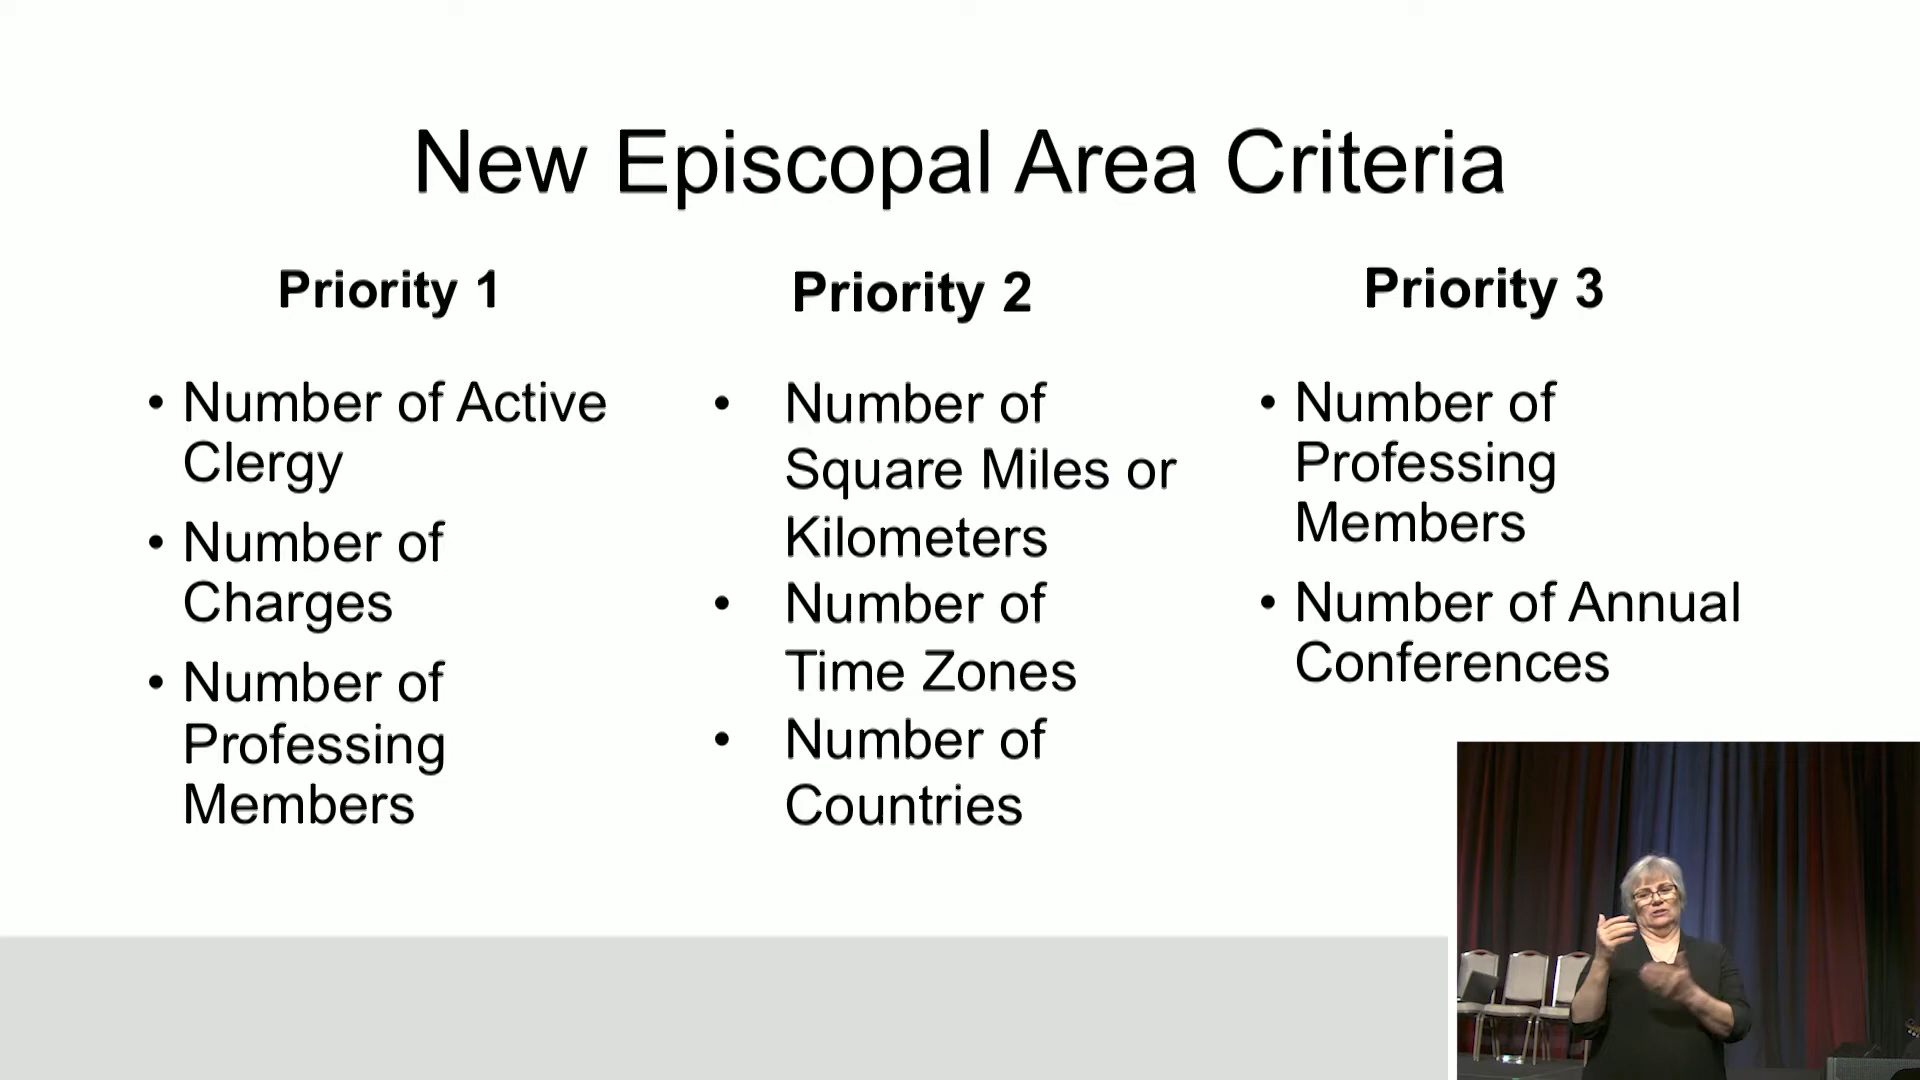 New Episcopal Area Criteria
Priority 1
• Number of Active
Clergy
• Number of
Charges
• Number of
Professing
Members
Priority 2
• Number of
Square Miles or
Kilometers
• Number of
Time Zones
• Number of
Countries
Priority 3
• Number of
Professing
Members
• Number of Annual
Conferences